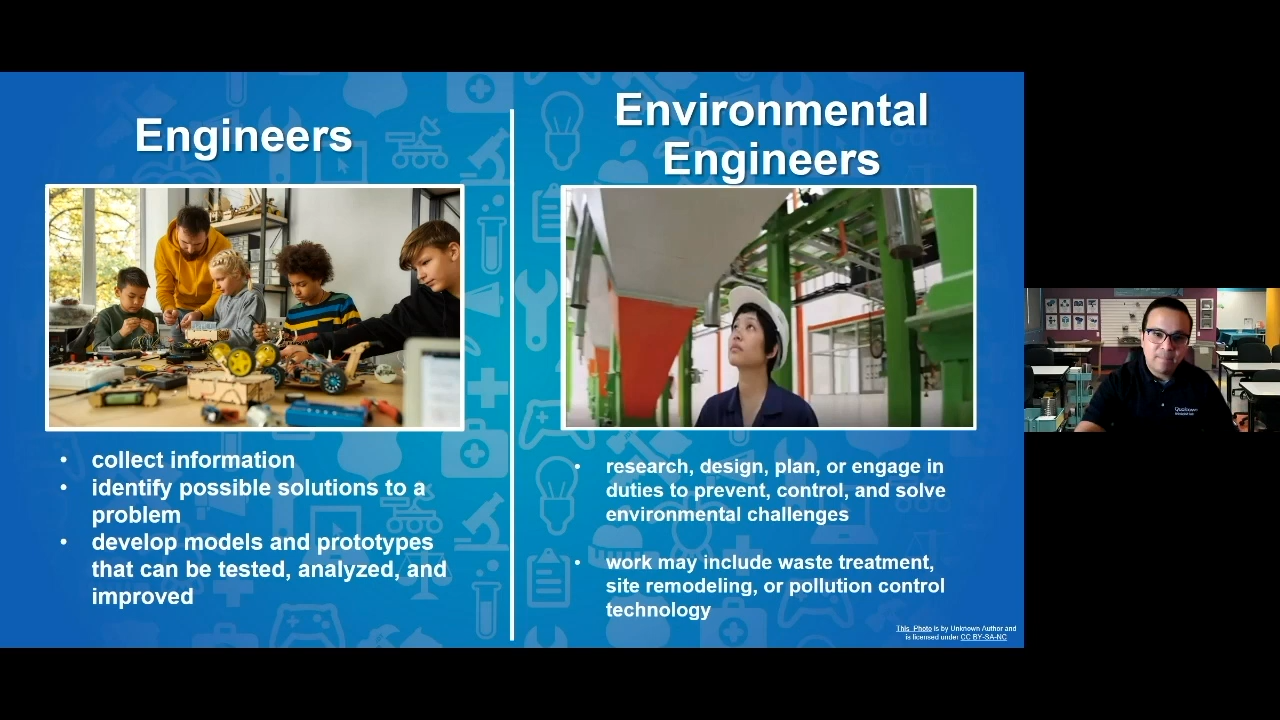 Engineers
• collect information
• identify possible solutions to a
problem
• develop models and prototypes
that can be tested, analyzed, and
improved
Environmental
Engineers
• research, design, plan, or engage in
duties to prevent, control, and solve
environmental challenges
• work may include waste treatment,
site remodeling, or pollution control
technology
This Photo is by Unknown Author and
is licensed under CC BY-SA-NC